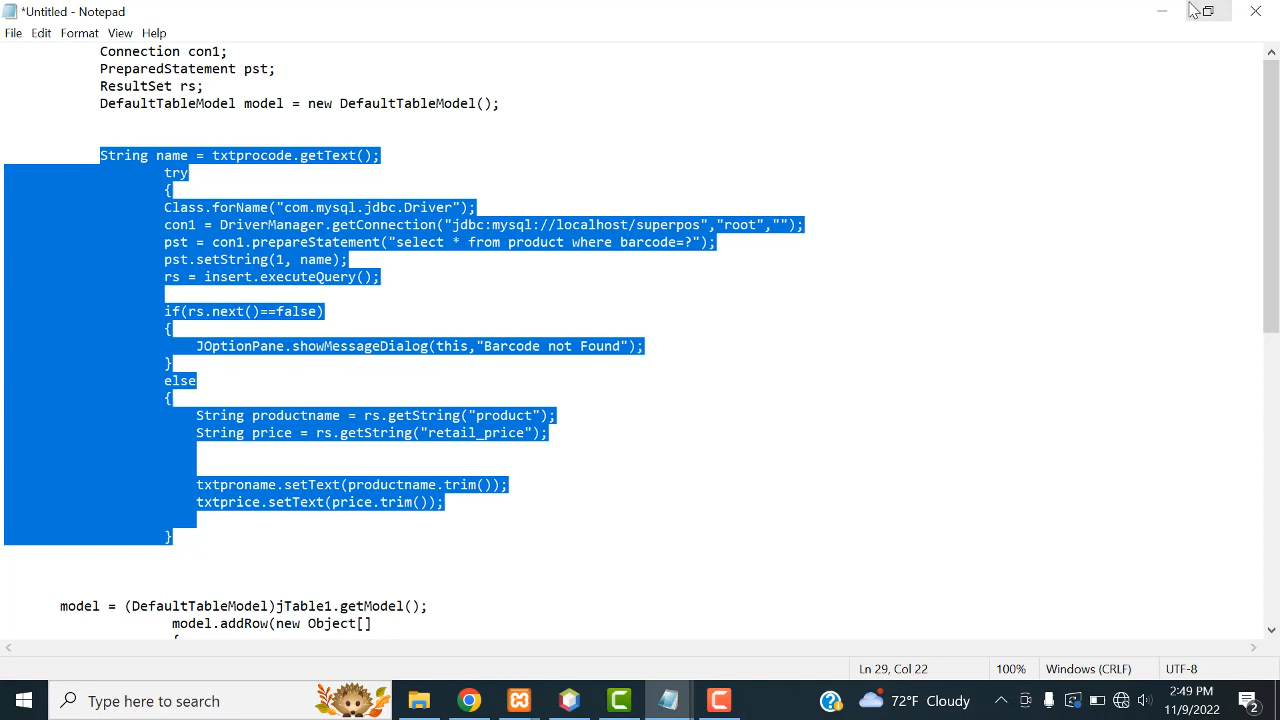 *Untitled - Notepad
File Edit Format View Help
Connection con1;
PreparedStatement pst;
ResultSet rs;
DefaultTableModel model = new DefaultTableModel();
String name = txtprocode.getText();
try
{
Class.forName("com.mysql.jdbc.Driver");
con1 = DriverManager.getConnection("jdbc:mysql://localhost/superpos","root","");
pst = con1.prepareStatement("select * from product where barcode=?");
pst.setString(1, name);
rs = insert.executeQuery();
if(rs.next()==false)
{
JOptionPane.showMessageDialog(this,"Barcode not Found");
}
else
{
String productname = rs.getString("product");
String price = rs.getString("retail_price");
txtproname.setText(productname.trim());
txtprice.setText(price.trim());
}
model = (DefaultTableModel)jTable1.getModel();
model.addRow(new Object[]
{
Ln 29, Col 22 100% Windows (CRLF) UTF-8
Type here to search 72°F Cloudy 2:49 PM
11/9/2022 2